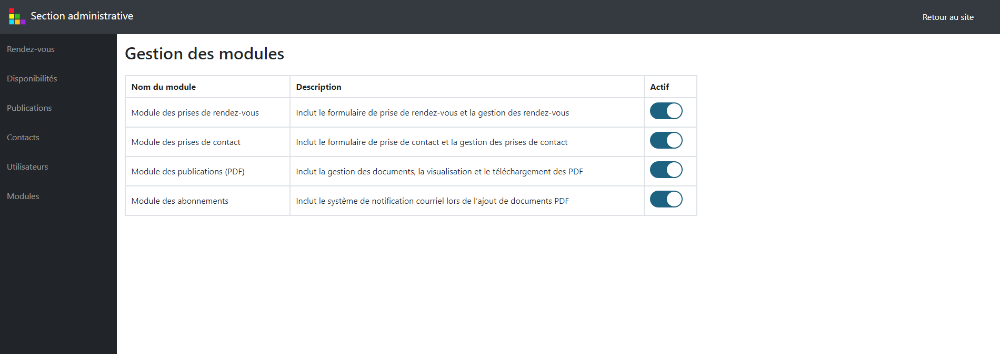 Section administrative
Retour au site
Rendez-vous
Disponibilités
Publications
Contacts
Utilisateurs
Modules
Gestion des modules
Nom du module Description Actif
Module des prises de rendez-vous Inclut le formulaire de prise de rendez-vous et la gestion des rendez-vous
Module des prises de contact Inclut le formulaire de prise de contact et la gestion des prises de contact
Module des publications (PDF) Inclut la gestion des documents, la visualisation et le téléchargement des PDF
Module des abonnements Inclut le système de notification courriel lors de l'ajout de documents PDF